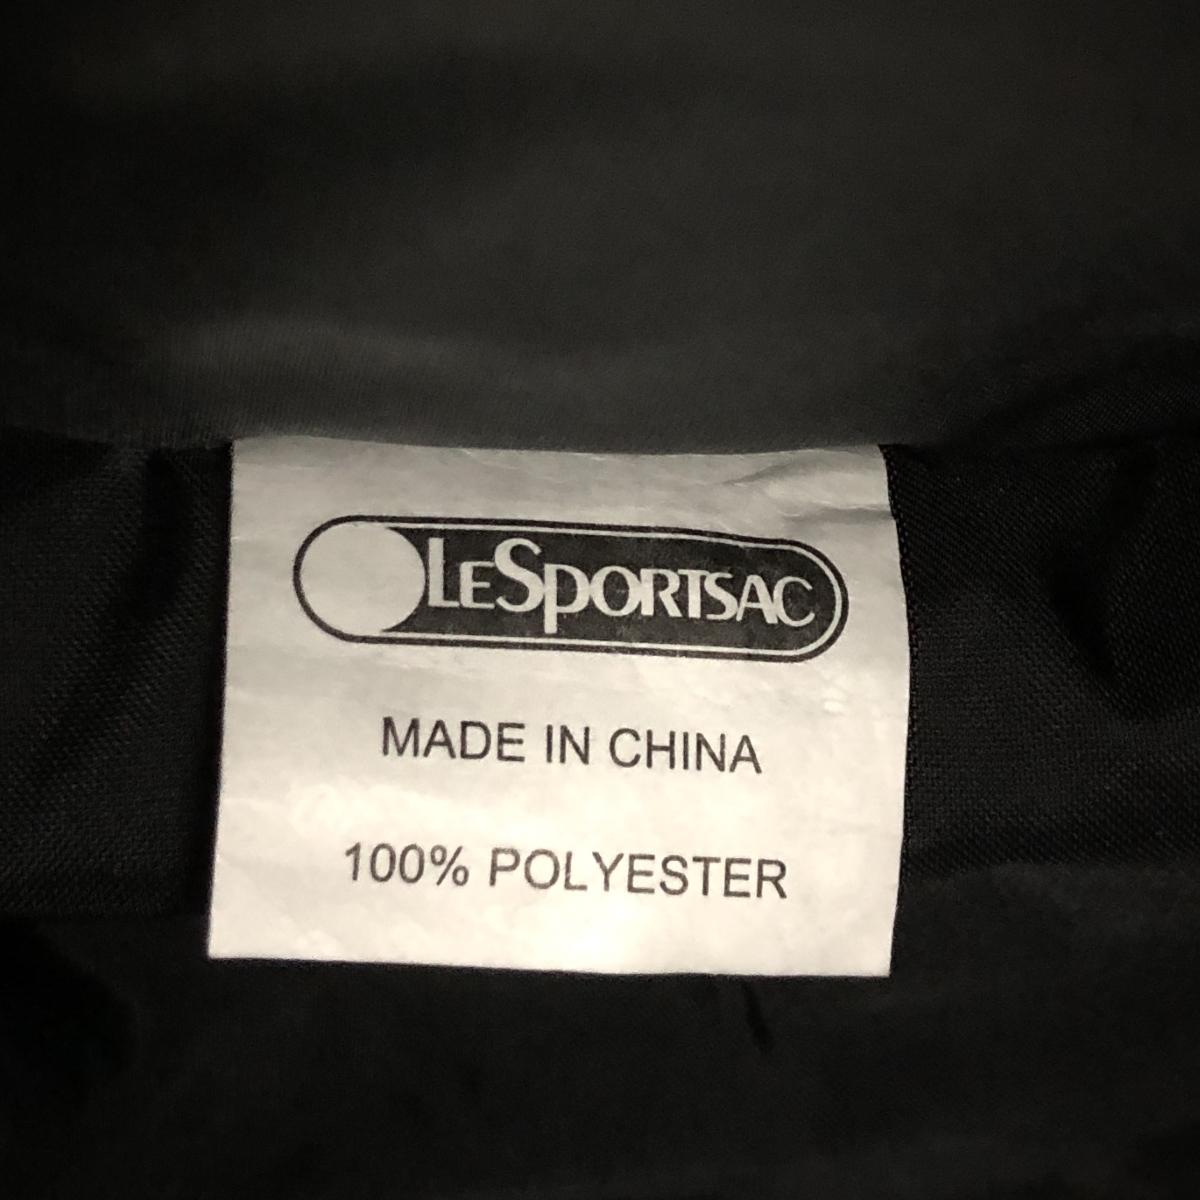 LESPORTSAC
MADE IN CHINA
100% POLYESTER